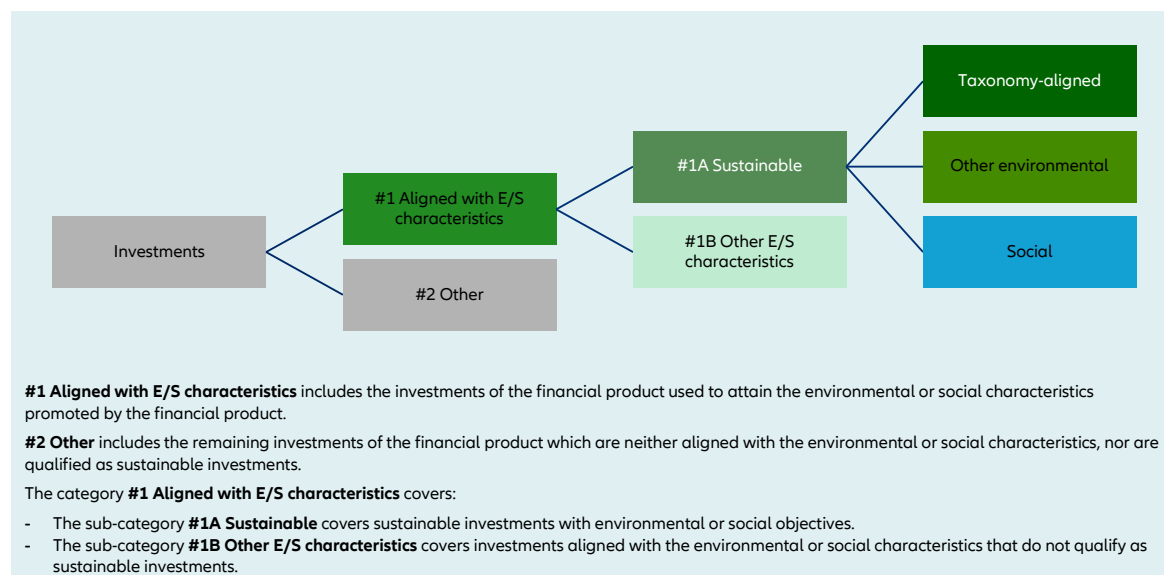 Taxonomy-aligned
#1A Sustainable
Other environmental
#1 Aligned with E/S
characteristics
#1B Other E/S
characteristics
Investments
Social
#2 Other
#1 Aligned with E/S characteristics includes the investments of the financial product used to attain the environmental or social characteristics
promoted by the financial product.
#2 Other includes the remaining investments of the financial product which are neither aligned with the environmental or social characteristics, nor are
qualified as sustainable investments.
The category #1 Aligned with E/S characteristics covers:
- The sub-category #1A Sustainable covers sustainable investments with environmental or social objectives.
- The sub-category #1B Other E/S characteristics covers investments aligned with the environmental or social characteristics that do not qualify as
sustainable investments.